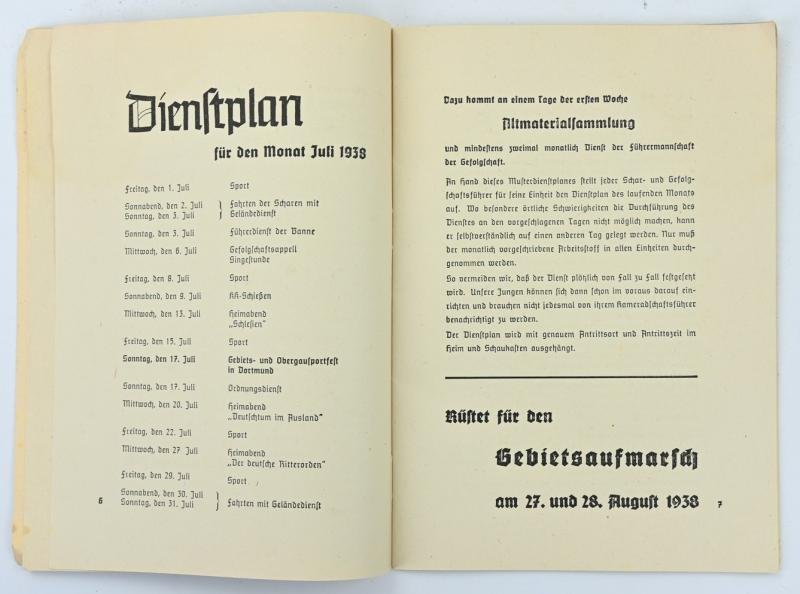 Dienstplan
für den Monat Juli 1938
Freitag, den 1. Juli Sport
Sonnabend, den 2. Juli } Fahrten der Scharen mit
Sonntag, den 3. Juli } Geländedienst
Sonntag, den 3. Juli Führerdienst der Banne
Mittwoch, den 6. Juli Gefolgschaftsappell
Singestunde
Freitag, den 8. Juli Sport
Sonnabend, den 9. Juli KK-Schießen
Mittwoch, den 13. Juli Heimabend
„Schlesien“
Freitag, den 15. Juli Sport
Sonntag, den 17. Juli Gebiets- und Obergausportfest
in Dortmund
Sonntag, den 17. Juli Ordnungsdienst
Mittwoch, den 20. Juli Heimabend
„Deutschtum im Ausland“
Freitag, den 22. Juli Sport
Mittwoch, den 27. Juli Heimabend
„Der deutsche Ritterorden“
Freitag, den 29. Juli Sport
Sonnabend, den 30. Juli }
Sonntag, den 31. Juli } Fahrten mit Geländedienst
6
Dazu kommt an einem Tage der ersten Woche
Altmaterialsammlung
und mindestens zweimal monatlich Dienst der Führermannschaft
der Gefolgschaft.
An Hand dieses Musterdienstplanes stellt jeder Schar- und Gefolg-
schaftsführer für seine Einheit den Dienstplan des laufenden Monats
auf. Wo besondere örtliche Schwierigkeiten die Durchführung des
Dienstes an den vorgeschlagenen Tagen nicht möglich machen, kann
er selbstverständlich auf einen anderen Tag gelegt werden. Nur muß
der monatlich vorgeschriebene Arbeitsstoff in allen Einheiten durch-
genommen werden.
So vermeiden wir, daß der Dienst plötzlich von Fall zu Fall festgesetzt
wird. Unsere Jungen können sich dann schon im voraus darauf ein-
richten und brauchen nicht jedesmal von ihrem Kameradschaftsführer
benachrichtigt zu werden.
Der Dienstplan wird mit genauem Antrittsort und Antrittszeit im
Heim und Schaukasten ausgehängt.
Rüstet für den
Gebietsaufmarsch
am 27. und 28. August 1938
7